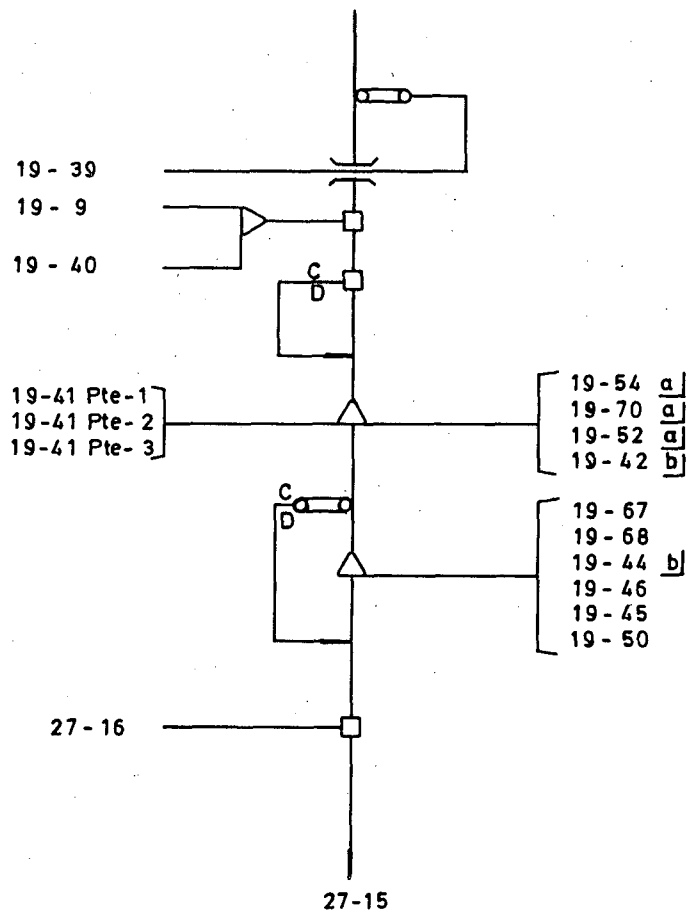 19 - 39
19 - 9
19 - 40
C
D
19-41 Pte-1
19-41 Pte-2
19-41 Pte-3
19-54 a
19-70 a
19-52 a
19-42 b
C
D
19-67
19-68
19-44 b
19-46
19-45
19-50
27-16
27-15